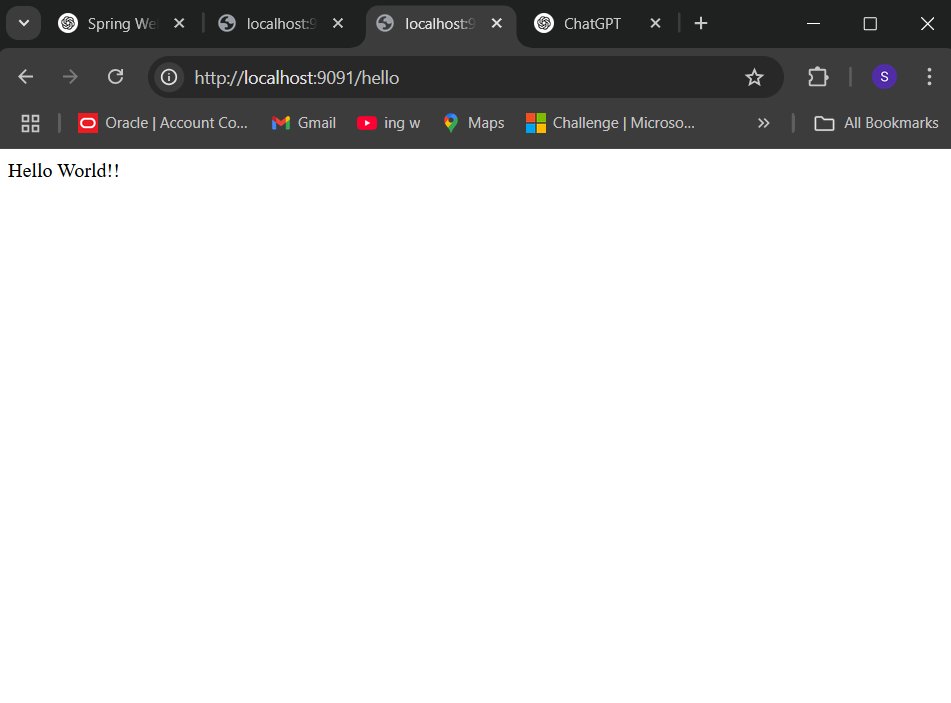 Spring We
localhost:9
localhost:9
ChatGPT
http://localhost:9091/hello
S
Oracle | Account Co...
Gmail
ing w
Maps
Challenge | Microso...
All Bookmarks
Hello World!!